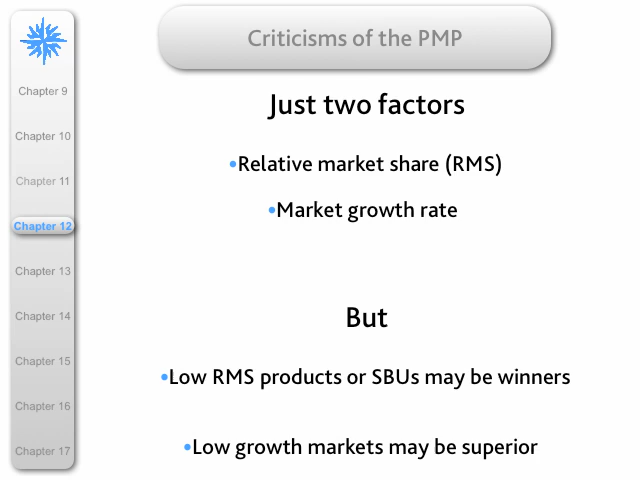 Criticisms of the PMP
Chapter 9
Chapter 10
Chapter 11
Chapter 12
Chapter 13
Chapter 14
Chapter 15
Chapter 16
Chapter 17
Just two factors
•Relative market share (RMS)
•Market growth rate
But
•Low RMS products or SBUs may be winners
•Low growth markets may be superior